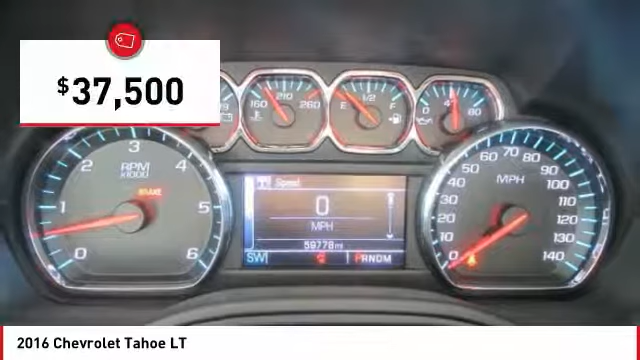 $37,500
160 210 260
E 1/2 F
0 80
RPM
x1000
0 1 2 3 4 5 6
BRAKE
Speed
0
MPH
59778mi
SW
PRNDM
MPH
0 10 20 30 40 50 60 70 80 90 100 110 120 130 140
2016 Chevrolet Tahoe LT